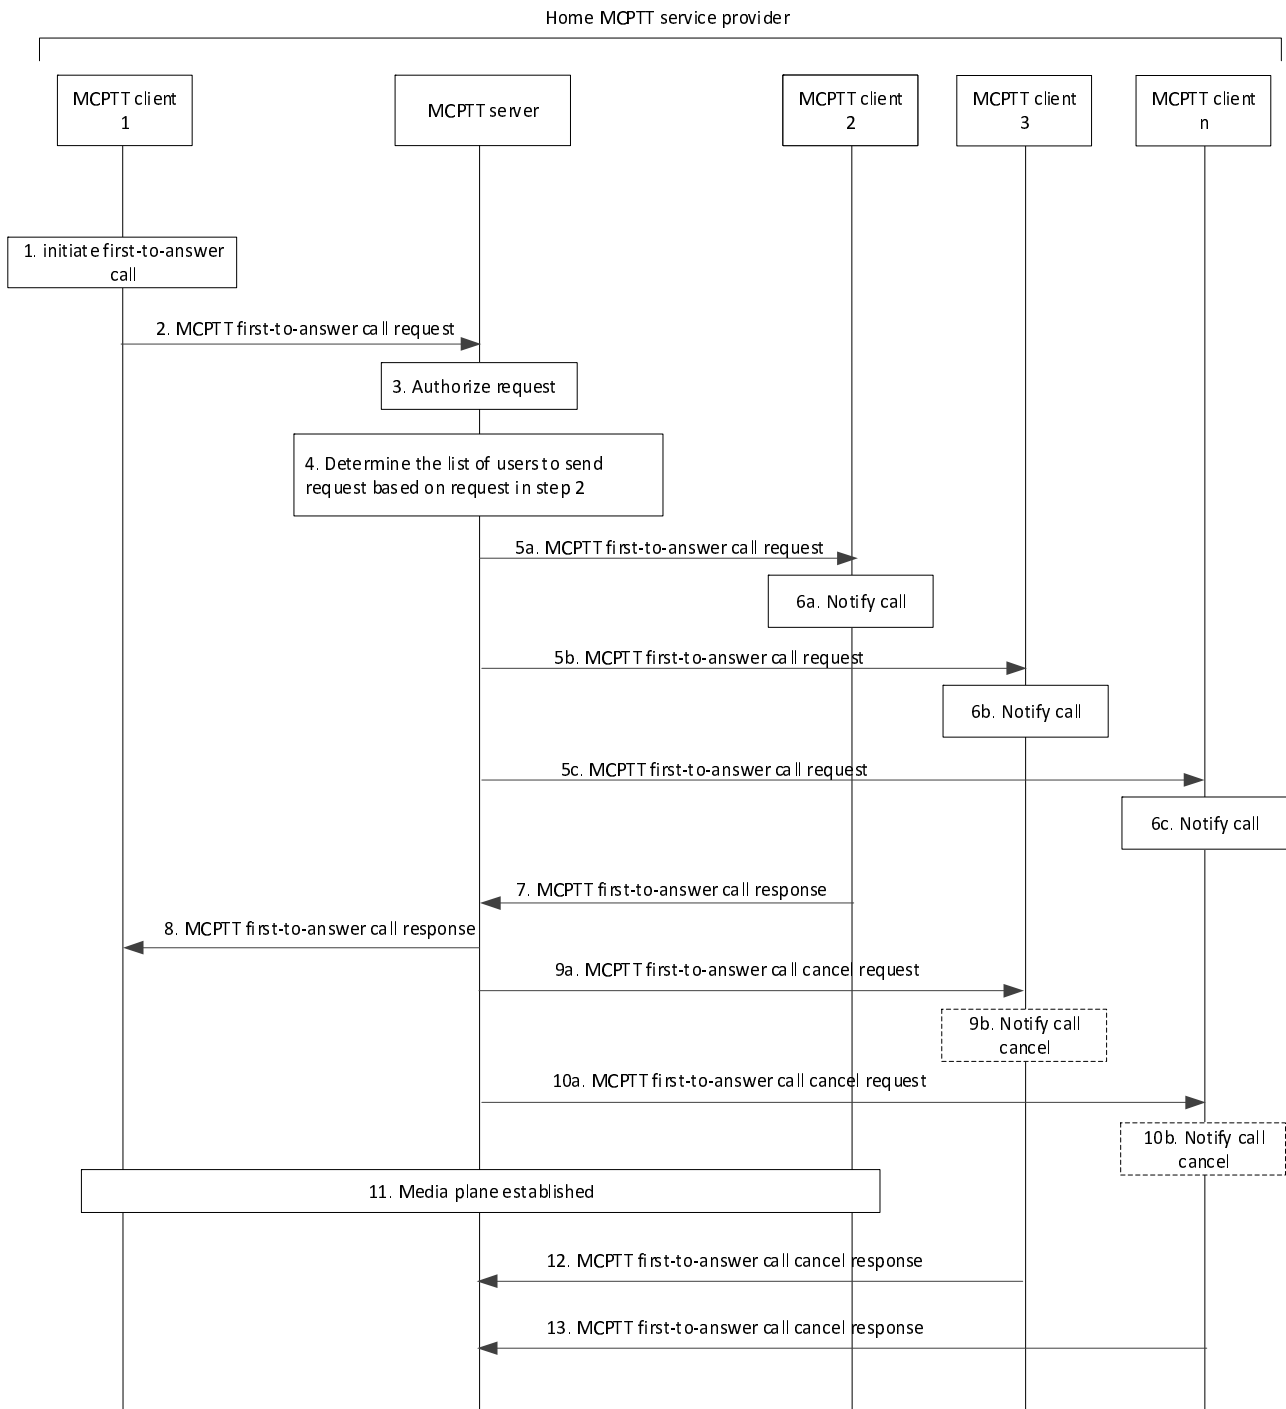 Home MCPTT service provider
MCPTT client
1
MCPTT server
MCPTT client
2
MCPTT client
3
MCPTT client
n
1. initiate first-to-answer
call
2. MCPTT first-to-answer call request
3. Authorize request
4. Determine the list of users to send
request based on request in step 2
5a. MCPTT first-to-answer call request
6a. Notify call
5b. MCPTT first-to-answer call request
6b. Notify call
5c. MCPTT first-to-answer call request
6c. Notify call
7. MCPTT first-to-answer call response
8. MCPTT first-to-answer call response
9a. MCPTT first-to-answer call cancel request
9b. Notify call
cancel
10a. MCPTT first-to-answer call cancel request
10b. Notify call
cancel
11. Media plane established
12. MCPTT first-to-answer call cancel response
13. MCPTT first-to-answer call cancel response